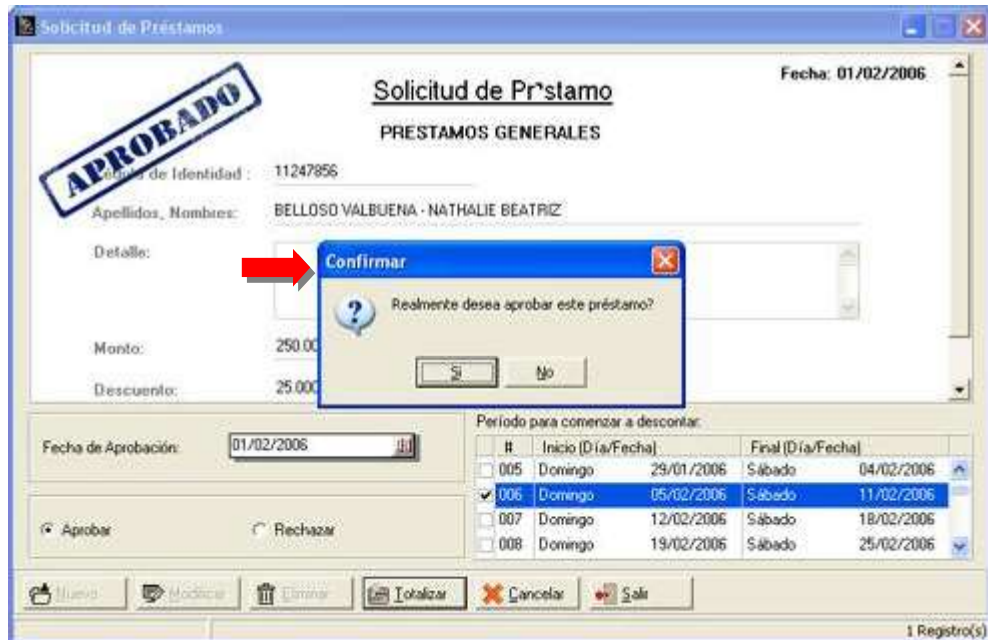 Solicitud de Préstamos
Fecha: 01/02/2006
APROBADO
Solicitud de Pr^stamo
PRESTAMOS GENERALES
de Identidad : 11247856
Apellidos, Nombres: BELLOSO VALBUENA - NATHALIE BEATRIZ
Detalle:
Confirmar
Realmente desea aprobar este préstamo?
Si No
Monto:
Descuento:
Fecha de Aprobación: 01/02/2006
Período para comenzar a descontar:
# Inicio (Día/Fecha) Final (Día/Fecha)
005 Domingo 29/01/2006 Sábado 04/02/2006
006 Domingo 05/02/2006 Sábado 11/02/2006
007 Domingo 12/02/2006 Sábado 18/02/2006
008 Domingo 19/02/2006 Sábado 25/02/2006
Aprobar Rechazar
Nuevo Modificar Eliminar Totalizar Cancelar Salir
1 Registro(s)